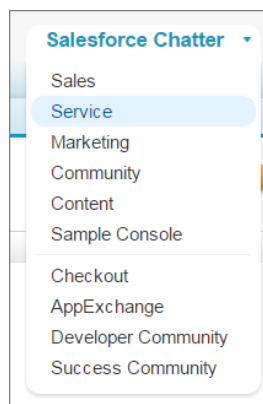 Salesforce Chatter
Sales
Service
Marketing
Community
Content
Sample Console
Checkout
AppExchange
Developer Community
Success Community